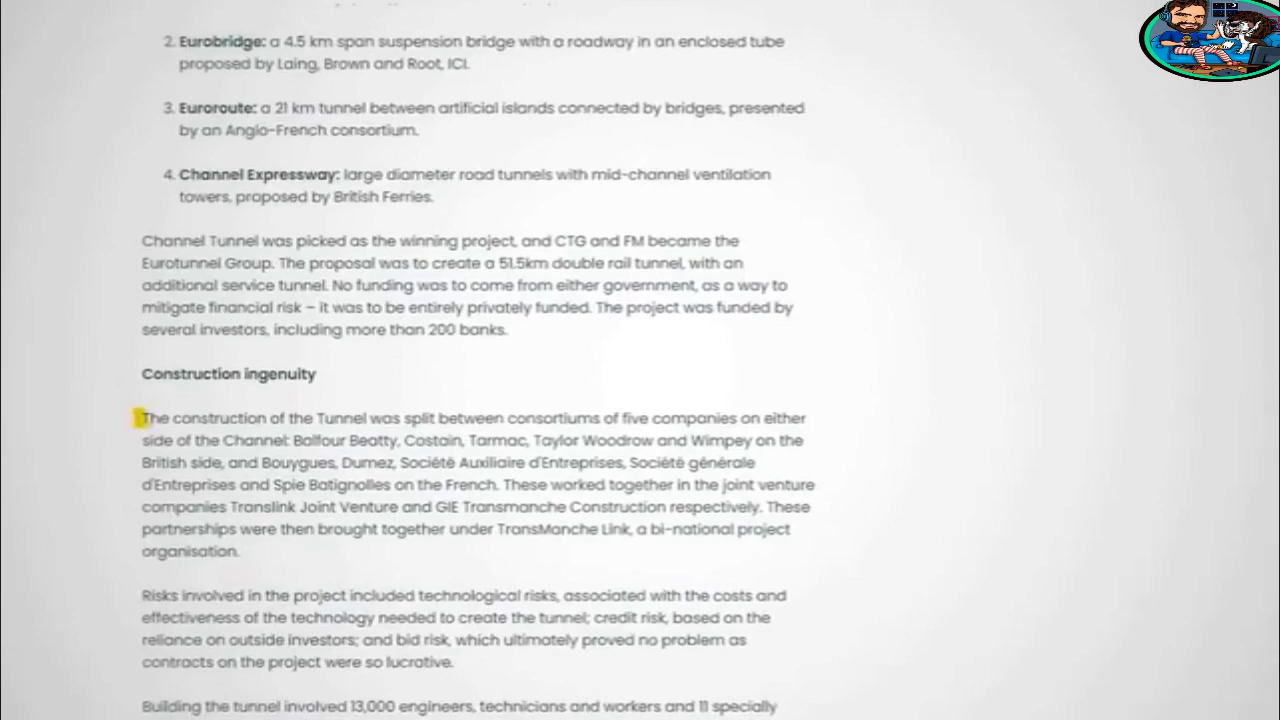 2. Eurobridge: a 4.5 km span suspension bridge with a roadway in an enclosed tube
proposed by Laing, Brown and Root, ICI.
3. Euroroute: a 21 km tunnel between artificial islands connected by bridges, presented
by an Anglo-French consortium.
4. Channel Expressway: large diameter road tunnels with mid-channel ventilation
towers, proposed by British Ferries.
Channel Tunnel was picked as the winning project, and CTG and FM became the
Eurotunnel Group. The proposal was to create a 51.5km double rail tunnel, with an
additional service tunnel. No funding was to come from either government, as a way to
mitigate financial risk – it was to be entirely privately funded. The project was funded by
several investors, including more than 200 banks.
Construction ingenuity
The construction of the Tunnel was split between consortiums of five companies on either
side of the Channel: Balfour Beatty, Costain, Tarmac, Taylor Woodrow and Wimpey on the
British side, and Bouygues, Dumez, Société Auxiliaire d'Entreprises, Société générale
d'Entreprises and Spie Batignolles on the French. These worked together in the joint venture
companies Translink Joint Venture and GIE Transmanche Construction respectively. These
partnerships were then brought together under TransManche Link, a bi-national project
organisation.
Risks involved in the project included technological risks, associated with the costs and
effectiveness of the technology needed to create the tunnel; credit risk, based on the
reliance on outside investors; and bid risk, which ultimately proved no problem as
contracts on the project were so lucrative.
Building the tunnel involved 13,000 engineers, technicians and workers and 11 specially